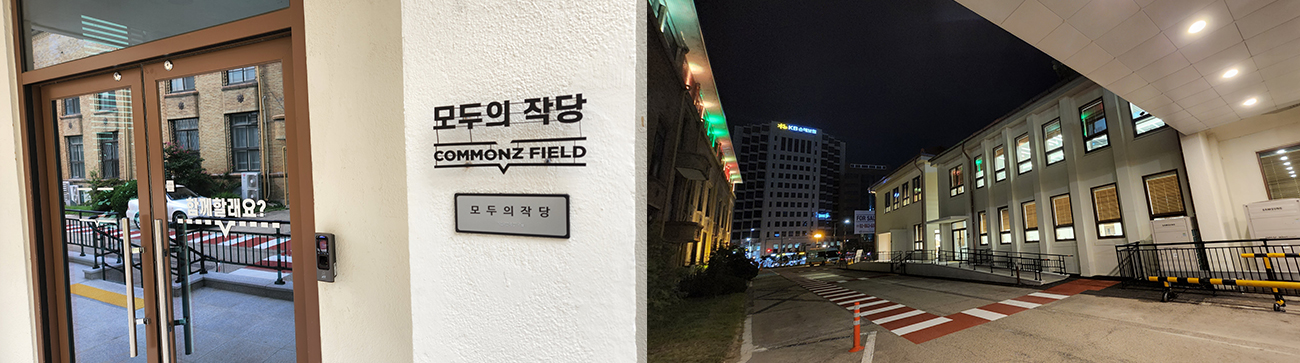 함께할래요?
모두의 작당
COMMONZ FIELD
모두의작당
KB손해보험
FOR SALE
SAMSUNG